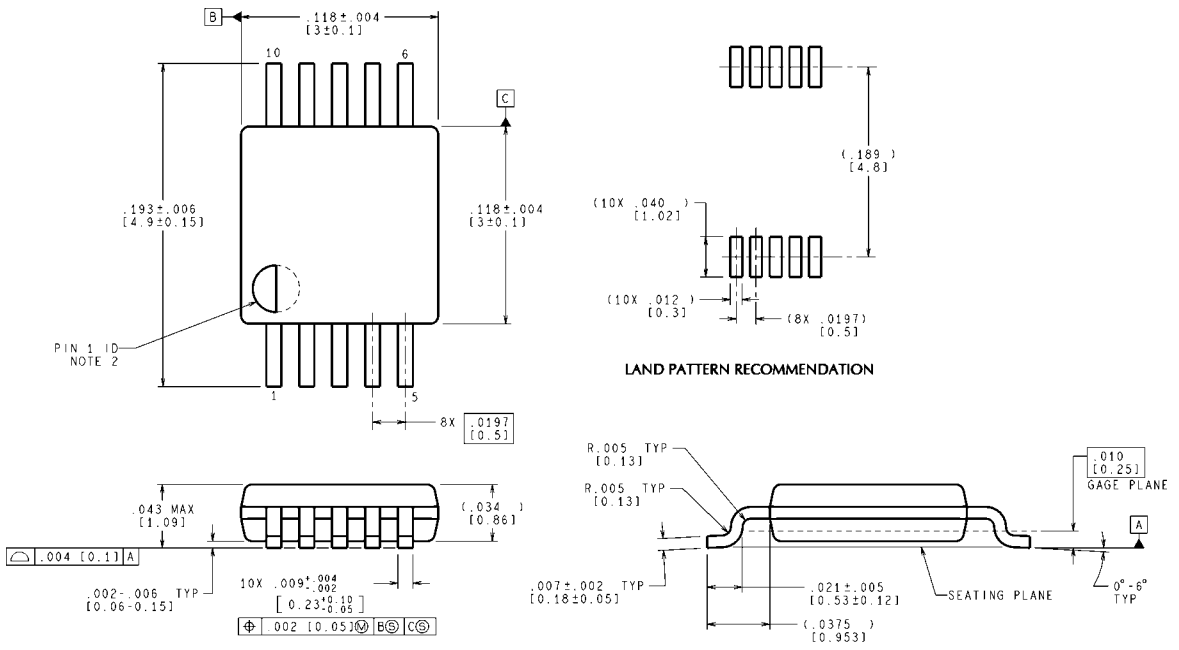 B
.118±.004
[3±0.1]
10
6
C
.193±.006
[4.9±0.15]
.118±.004
[3±0.1]
PIN 1 ID
NOTE 2
1
5
8X .0197
[0.5]
(.189 )
[4.8]
(10X .040 )
[1.02]
(10X .012 )
[0.3]
(8X .0197)
[0.5]
LAND PATTERN RECOMMENDATION
.043 MAX
[1.09]
(.034 )
[0.86]
⌓ .004 [0.1] A
.002-.006 TYP
[0.06-0.15]
10X .009+.004 -.002
[ 0.23+0.10 -0.05 ]
⌖ .002 [0.05]Ⓜ BⓈ CⓈ
R.005 TYP
[0.13]
R.005 TYP
[0.13]
.010
[0.25]
GAGE PLANE
A
.007±.002 TYP
[0.18±0.05]
.021±.005
[0.53±0.12]
(.0375 )
[0.953]
SEATING PLANE
0°-6°
TYP